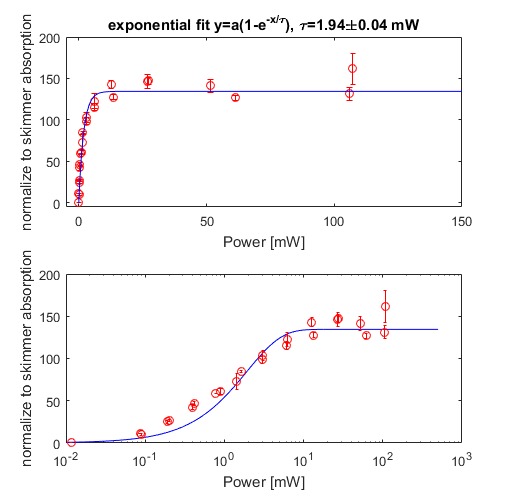 exponential fit y=a(1-e^-x/τ), τ=1.94±0.04 mW
normalize to skimmer absorption
200
150
100
50
0
0 50 100 150
Power [mW]
normalize to skimmer absorption
200
150
100
50
0
10^-2 10^-1 10^0 10^1 10^2 10^3
Power [mW]